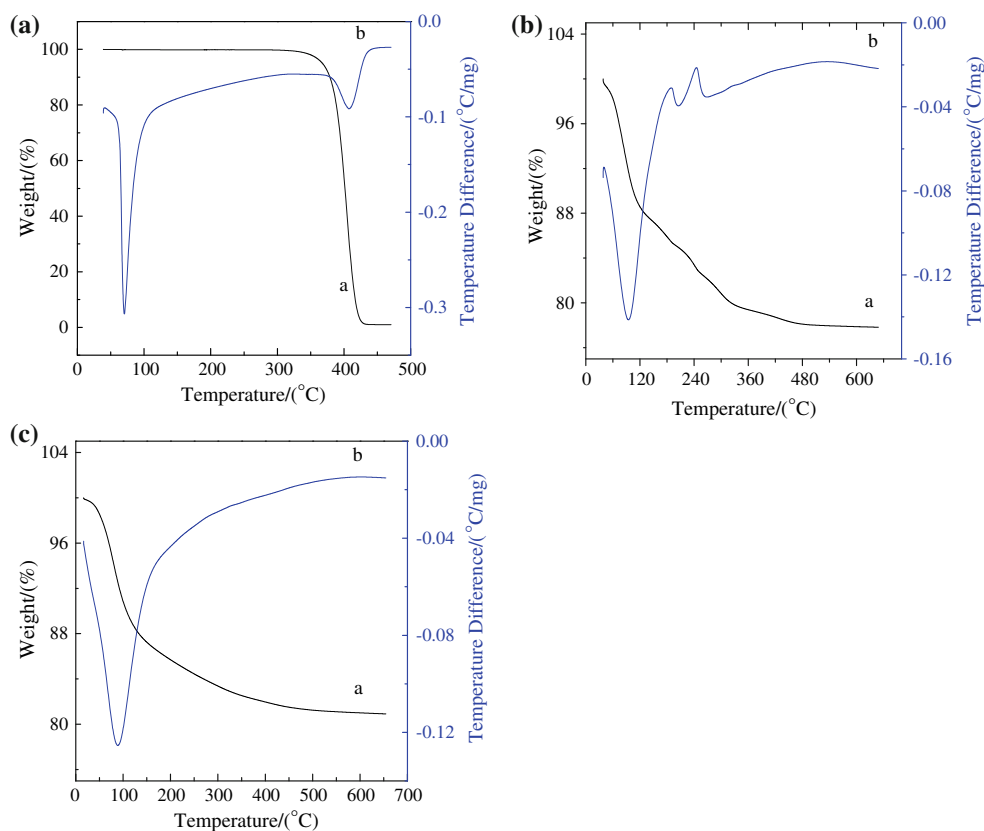 (a)
b
a
100
80
60
40
20
0
Weight/(%)
0 100 200 300 400 500
Temperature/(°C)
0.0
-0.1
-0.2
-0.3
Temperature Difference/(°C/mg)
(b)
b
a
104
96
88
80
Weight/(%)
0 120 240 360 480 600
Temperature/(°C)
0.00
-0.04
-0.08
-0.12
-0.16
Temperature Difference/(°C/mg)
(c)
b
a
104
96
88
80
Weight/(%)
0 100 200 300 400 500 600 700
Temperature/(°C)
0.00
-0.04
-0.08
-0.12
Temperature Difference/(°C/mg)